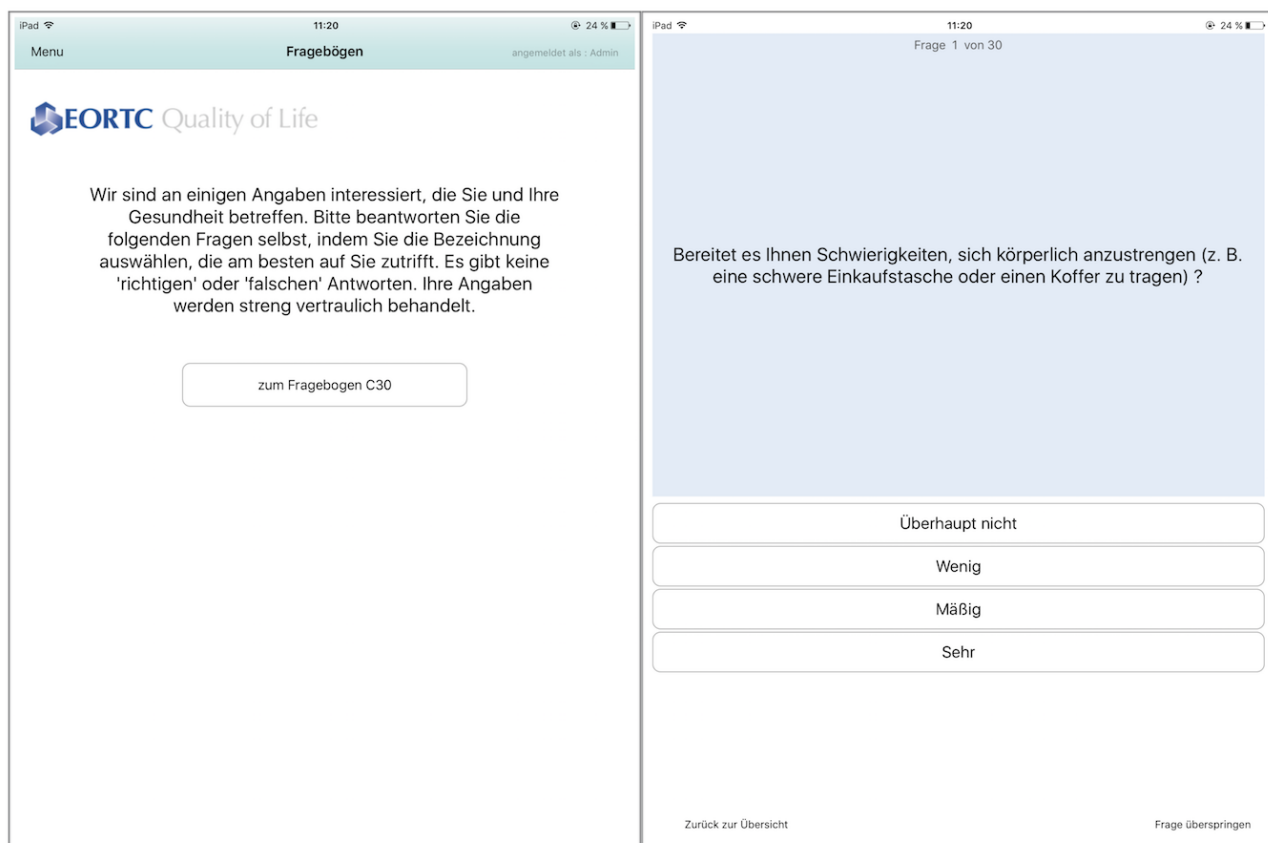 iPad 11:20 24 %
Menu Fragebögen angemeldet als : Admin
EORTC Quality of Life
Wir sind an einigen Angaben interessiert, die Sie und Ihre
Gesundheit betreffen. Bitte beantworten Sie die
folgenden Fragen selbst, indem Sie die Bezeichnung
auswählen, die am besten auf Sie zutrifft. Es gibt keine
'richtigen' oder 'falschen' Antworten. Ihre Angaben
werden streng vertraulich behandelt.
zum Fragebogen C30
iPad 11:20 24 %
Frage 1 von 30
Bereitet es Ihnen Schwierigkeiten, sich körperlich anzustrengen (z. B.
eine schwere Einkaufstasche oder einen Koffer zu tragen) ?
Überhaupt nicht
Wenig
Mäßig
Sehr
Zurück zur Übersicht Frage überspringen